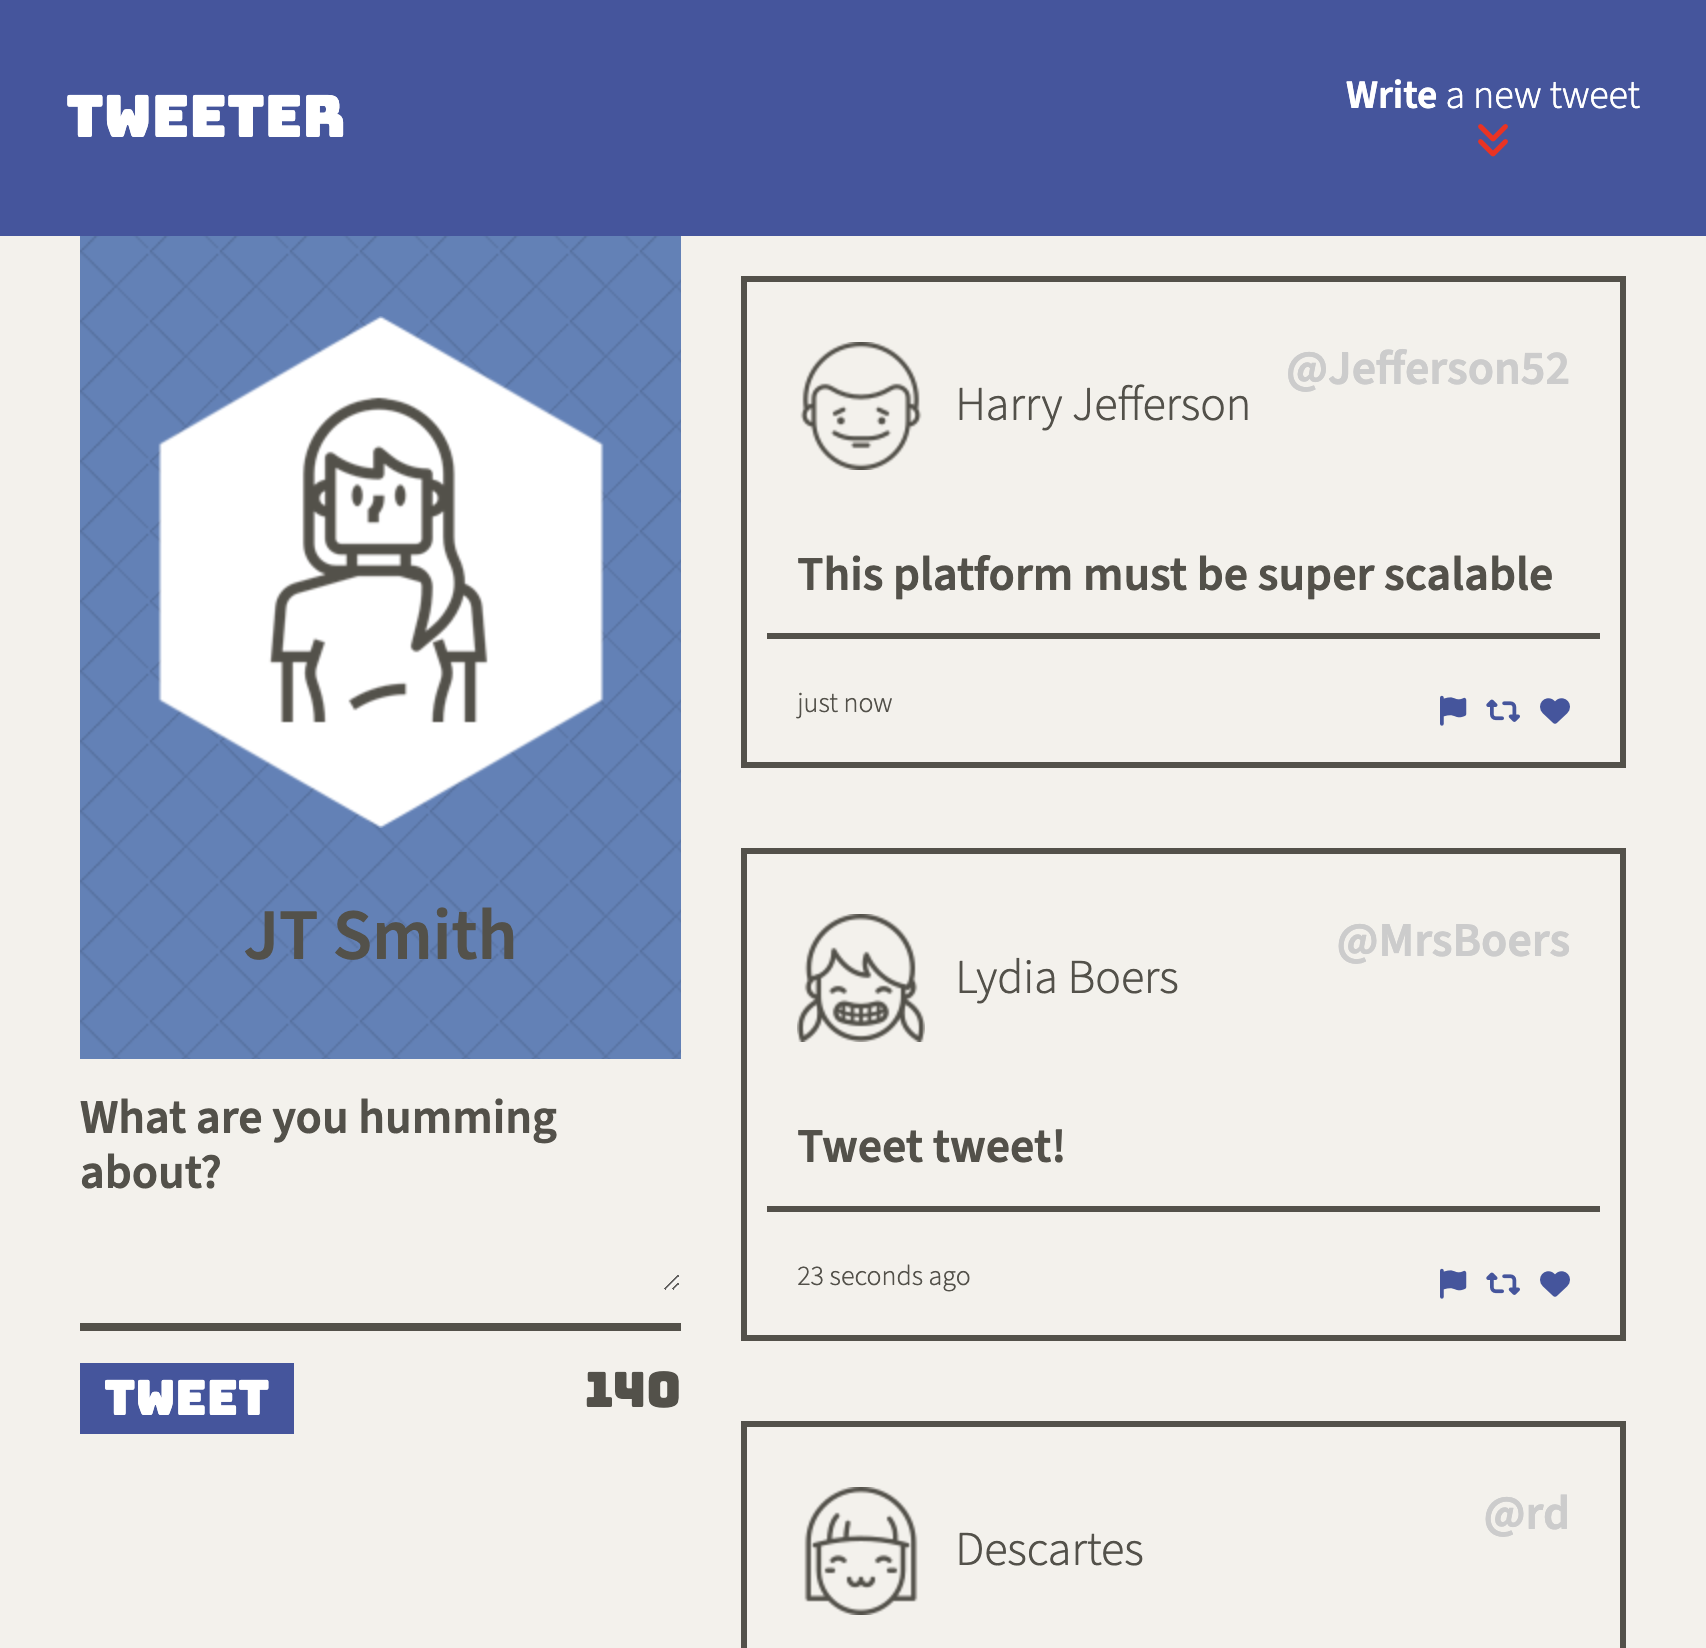 TWEETER
Write a new tweet
JT Smith
What are you humming
about?
TWEET
140
Harry Jefferson
@Jefferson52
This platform must be super scalable
just now
Lydia Boers
@MrsBoers
Tweet tweet!
23 seconds ago
Descartes
@rd